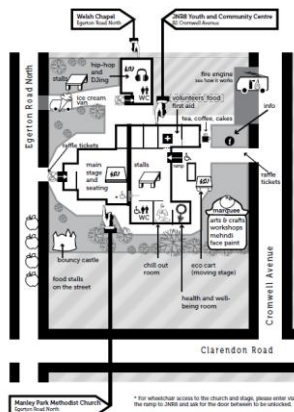 Welsh Chapel
Egerton Road North
JNR8 Youth and Community Centre
82 Cromwell Avenue
hip-hop
and
DJing
stalls
WC
ice cream
van
fire engine
see how it works
volunteers' food
first aid
tea, coffee, cakes
info
Egerton Road North
raffle tickets
main
stage
and
seating
stalls
ramp
raffle
tickets
WC
marquee
arts & crafts
workshops
mehndi
face paint
bouncy castle
chill out
room
eco cart
(moving stage)
food stalls
on the street
health and well-
being room
Cromwell Avenue
Clarendon Road
Manley Park Methodist Church
Egerton Road North
* For wheelchair access to the church and stage, please enter via
the ramp to JNR8 and ask for the door between to be unlocked.